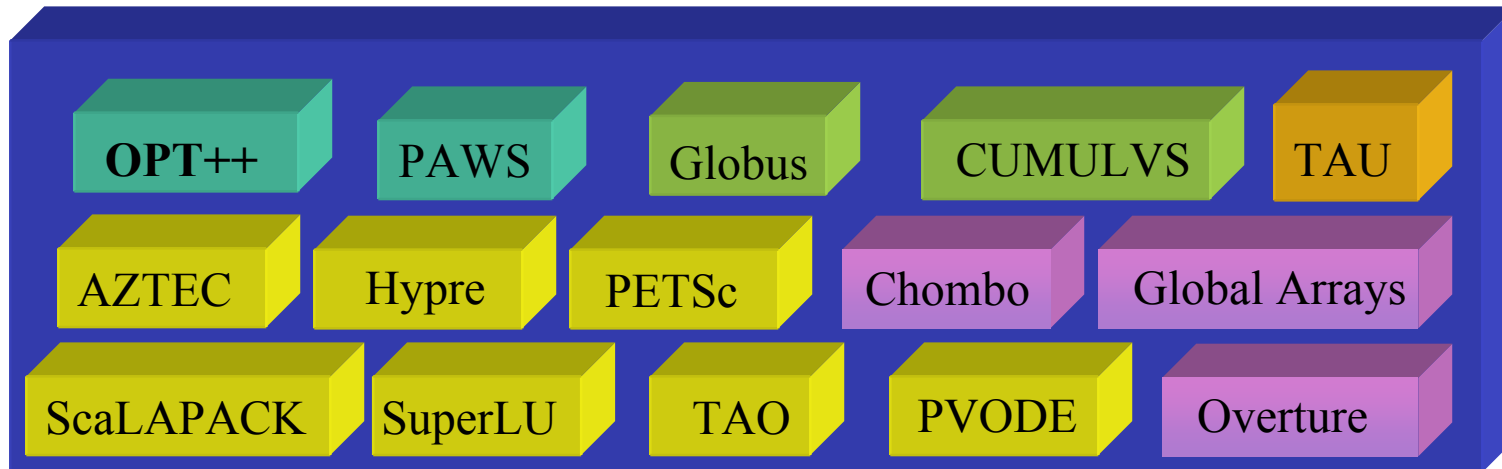 OPT++ PAWS Globus CUMULVS TAU
AZTEC Hypre PETSc Chombo Global Arrays
ScaLAPACK SuperLU TAO PVODE Overture